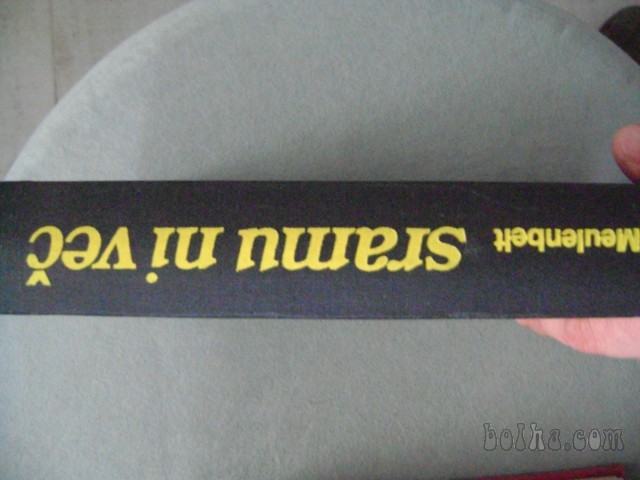 Meulenbelt sramu ni več
bolha.com